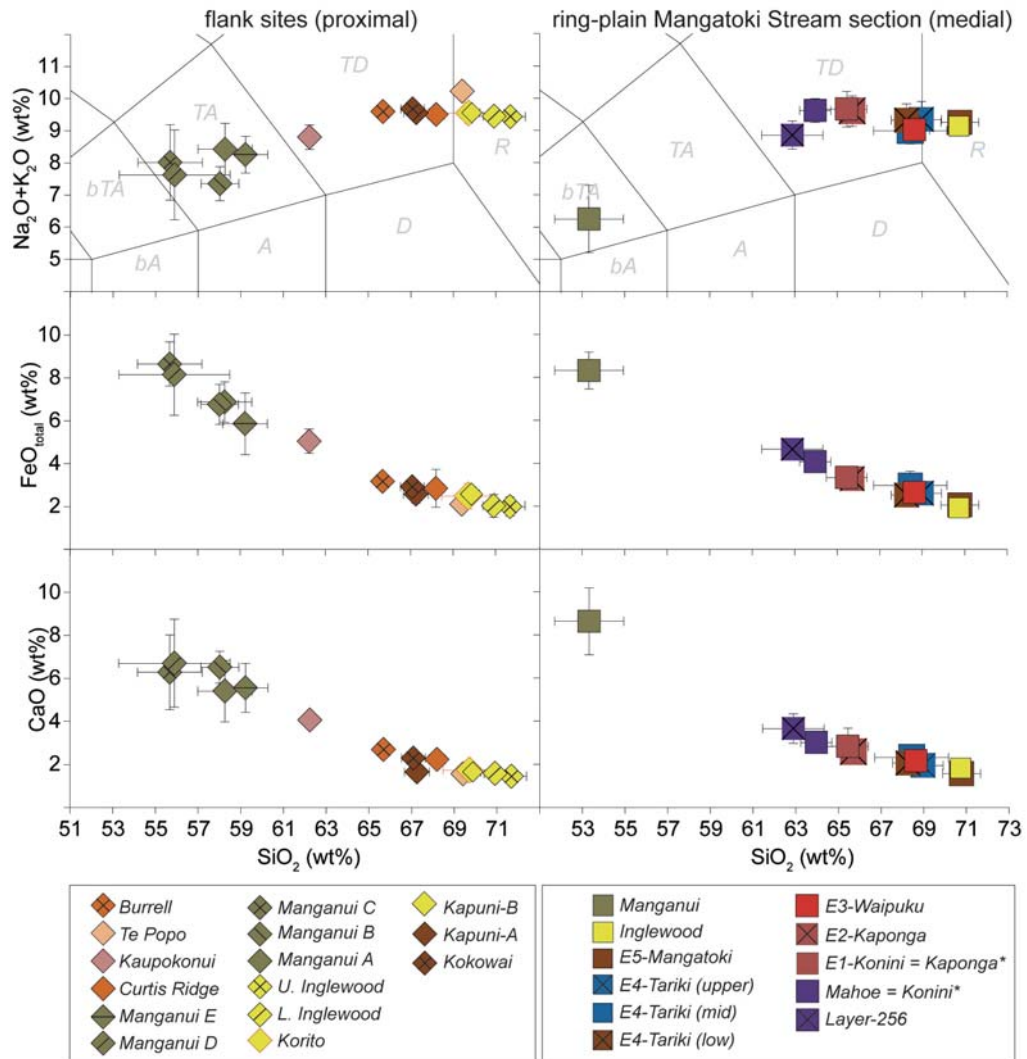 flank sites (proximal)
ring-plain Mangatoki Stream section (medial)
Na2O+K2O (wt%)
11
10
9
8
7
6
5
bTA
TA
TD
bA
A
D
R
bTA
TA
TD
bA
A
D
R
FeOtotal (wt%)
10
8
6
4
2
CaO (wt%)
10
8
6
4
2
51 53 55 57 59 61 63 65 67 69 71
SiO2 (wt%)
53 55 57 59 61 63 65 67 69 71 73
SiO2 (wt%)
Burrell
Te Popo
Kaupokonui
Curtis Ridge
Manganui E
Manganui D
Manganui C
Manganui B
Manganui A
U. Inglewood
L. Inglewood
Korito
Kapuni-B
Kapuni-A
Kokowai
Manganui
Inglewood
E5-Mangatoki
E4-Tariki (upper)
E4-Tariki (mid)
E4-Tariki (low)
E3-Waipuku
E2-Kaponga
E1-Konini = Kaponga*
Mahoe = Konini*
Layer-256